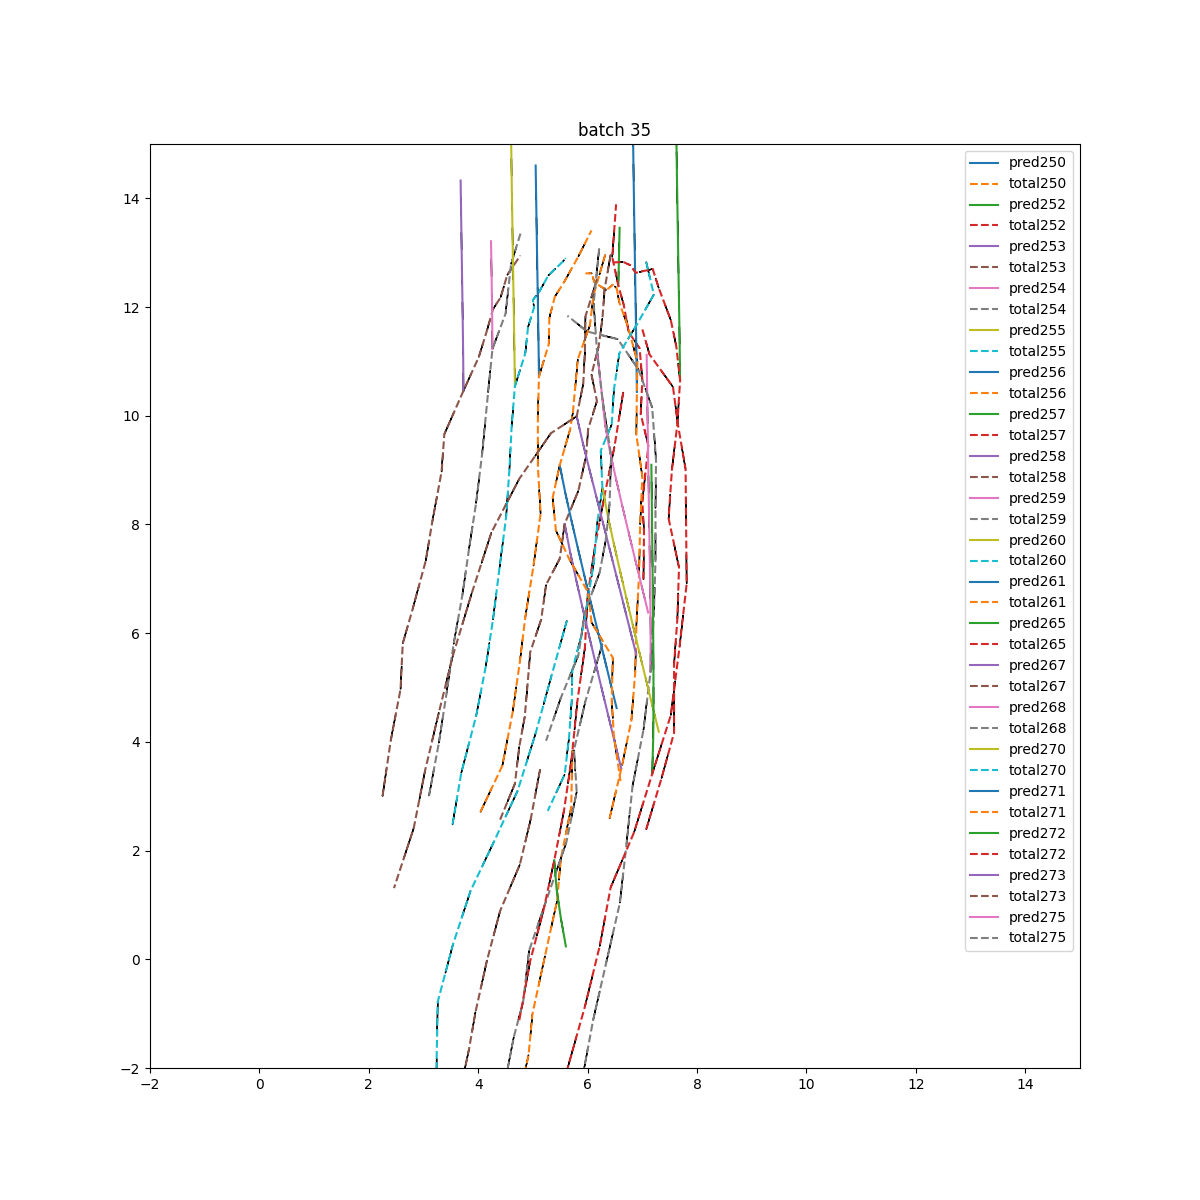 batch 35
pred250
total250
pred252
total252
pred253
total253
pred254
total254
pred255
total255
pred256
total256
pred257
total257
pred258
total258
pred259
total259
pred260
total260
pred261
total261
pred265
total265
pred267
total267
pred268
total268
pred270
total270
pred271
total271
pred272
total272
pred273
total273
pred275
total275
14
12
10
8
6
4
2
0
−2
−2 0 2 4 6 8 10 12 14